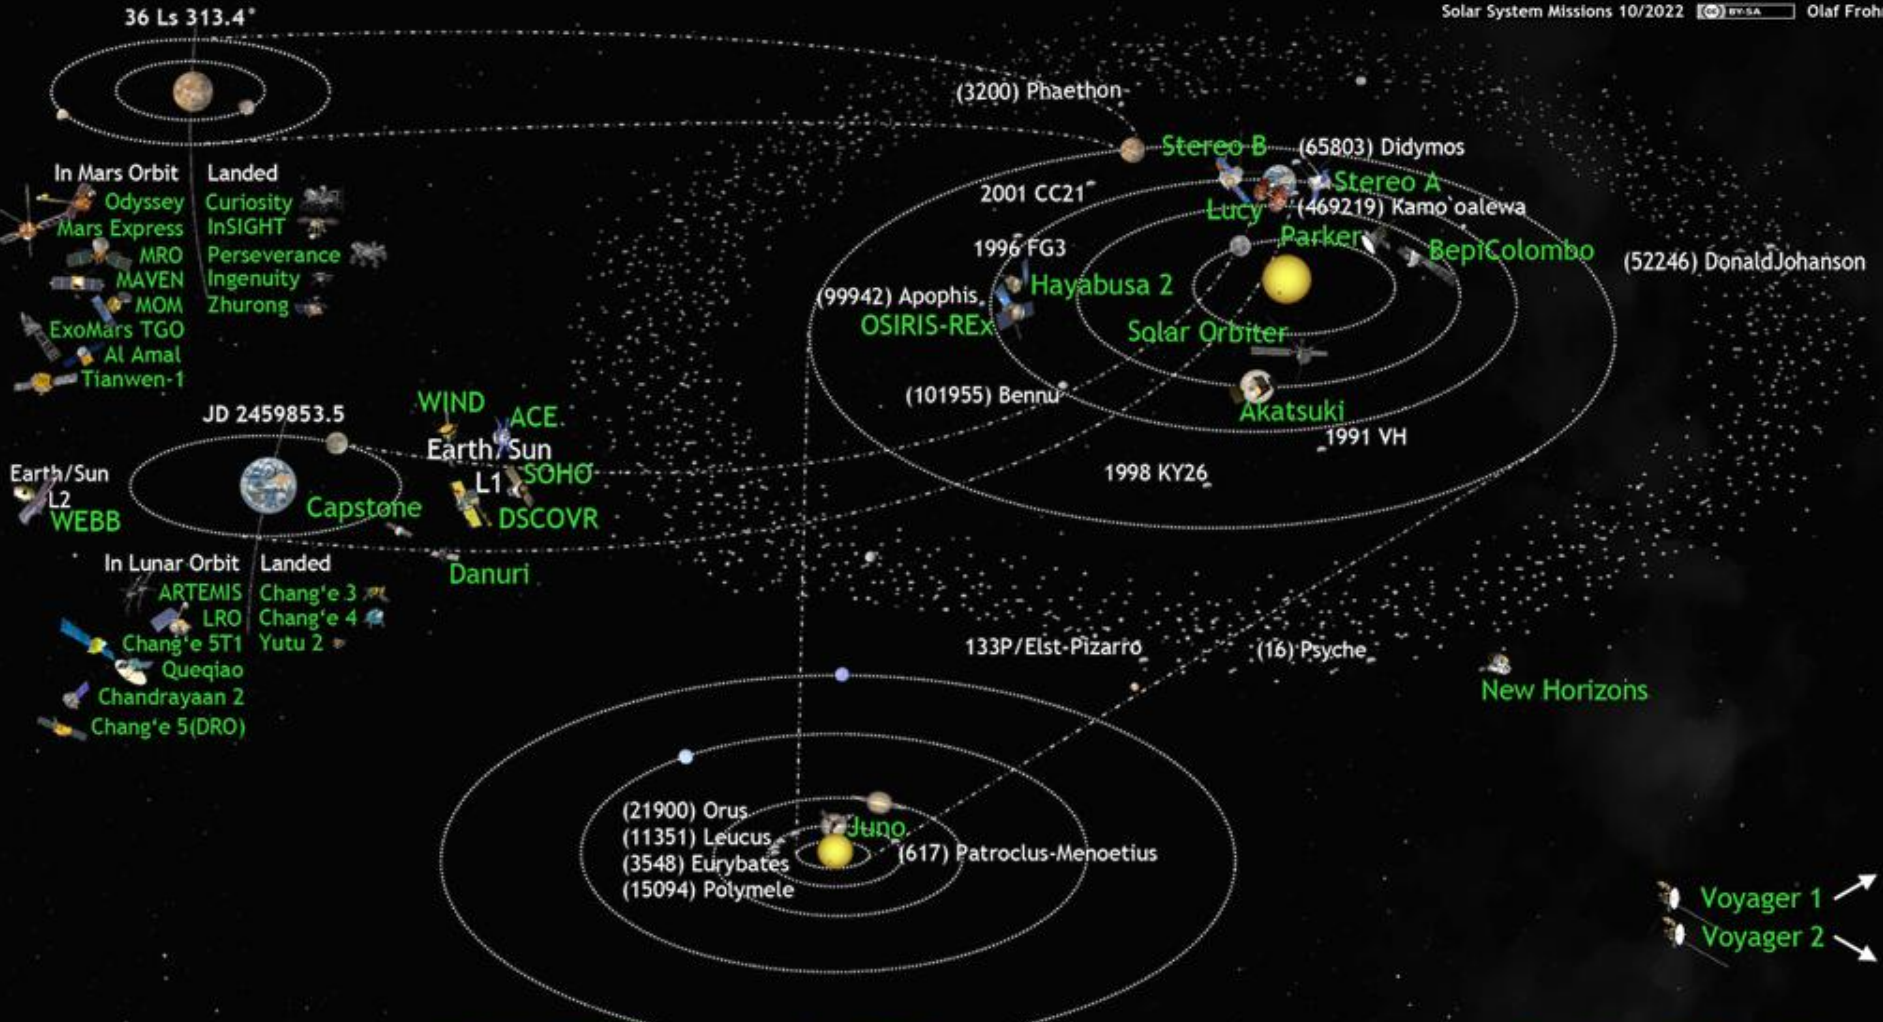 Solar System Missions 10/2022 (cc) BY-SA Olaf Froh
36 Ls 313.4°
(3200) Phaethon
Stereo B
(65803) Didymos
Stereo A
2001 CC21
Lucy
(469219) Kamo`oalewa
Parker
BepiColombo
1996 FG3
(52246) DonaldJohanson
Hayabusa 2
(99942) Apophis
OSIRIS-REx
Solar Orbiter
(101955) Bennu
Akatsuki
1991 VH
1998 KY26
In Mars Orbit
Odyssey
Mars Express
MRO
MAVEN
MOM
ExoMars TGO
Al Amal
Tianwen-1
Landed
Curiosity
InSIGHT
Perseverance
Ingenuity
Zhurong
JD 2459853.5
WIND
ACE
Earth/Sun
L1
SOHO
DSCOVR
Earth/Sun
L2
WEBB
Capstone
Danuri
In Lunar Orbit
ARTEMIS
LRO
Chang‘e 5T1
Queqiao
Chandrayaan 2
Chang‘e 5(DRO)
Landed
Chang‘e 3
Chang‘e 4
Yutu 2
133P/Elst-Pizarro
(16) Psyche
New Horizons
(21900) Orus
(11351) Leucus
(3548) Eurybates
(15094) Polymele
Juno
(617) Patroclus-Menoetius
Voyager 1
Voyager 2